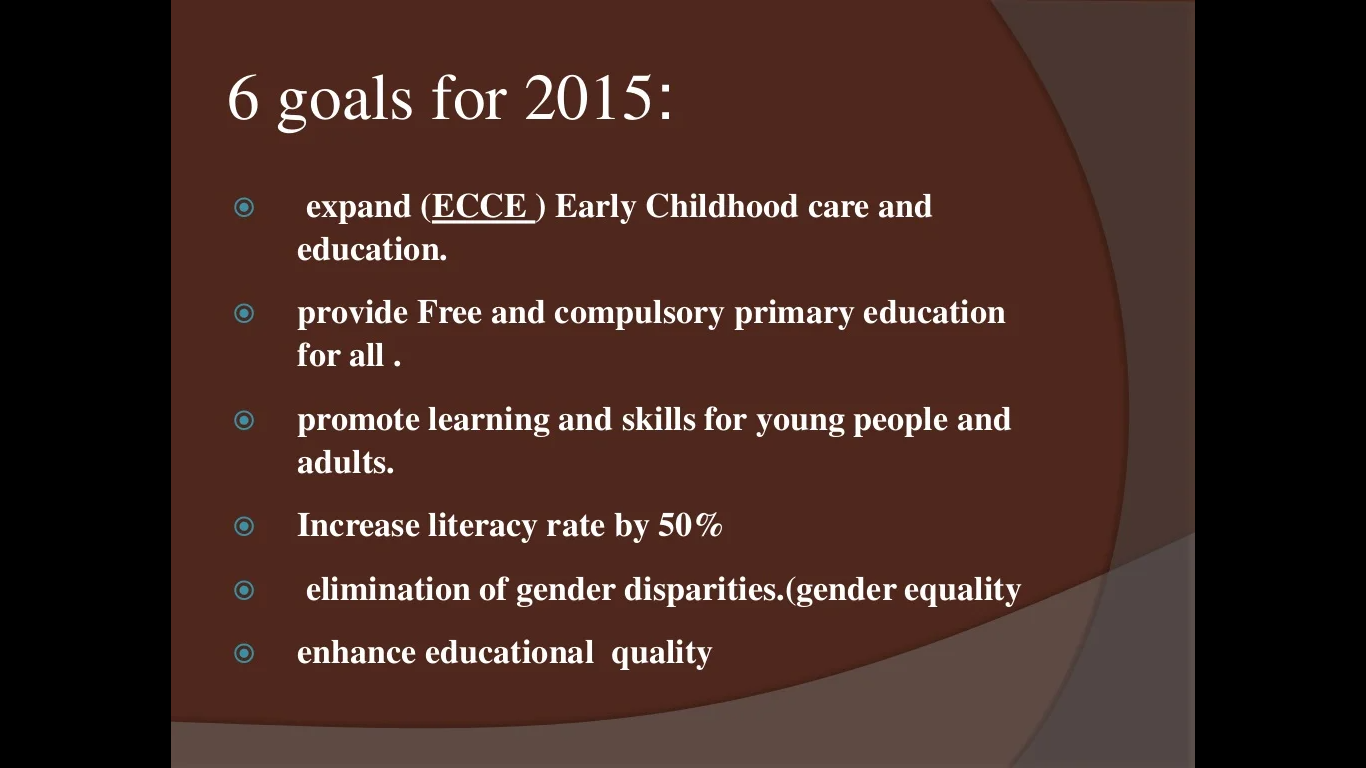 6 goals for 2015:
expand (ECCE ) Early Childhood care and
education.
provide Free and compulsory primary education
for all .
promote learning and skills for young people and
adults.
Increase literacy rate by 50%
elimination of gender disparities.(gender equality
enhance educational  quality